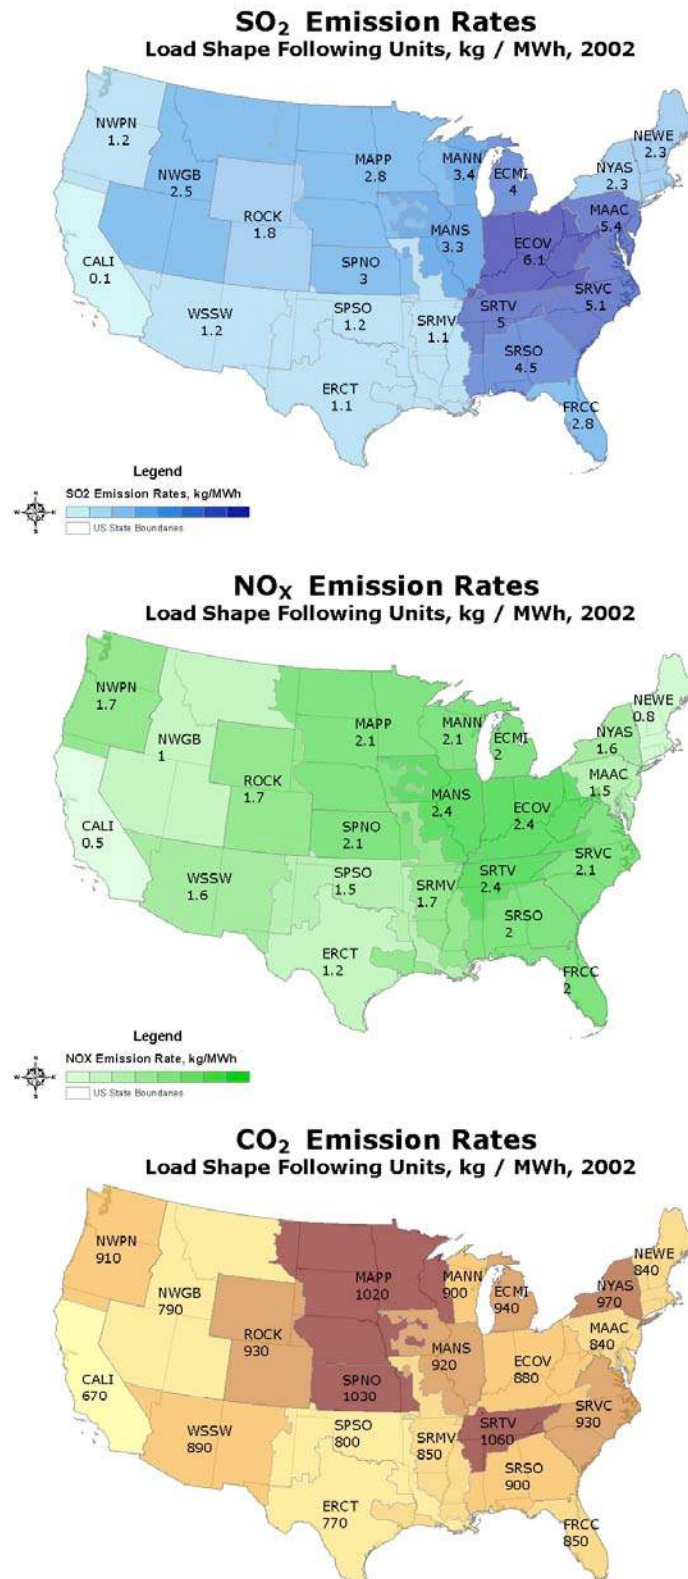 SO2 Emission Rates
Load Shape Following Units, kg / MWh, 2002
NWPN
1.2
NWGB
2.5
MAPP
2.8
MANN
3.4
ECMI
4
NEWE
2.3
NYAS
2.3
MAAC
5.4
ROCK
1.8
MANS
3.3
ECOV
6.1
CALI
0.1
SPNO
3
SRVC
5.1
WSSW
1.2
SPSO
1.2
SRMV
1.1
SRTV
5
SRSO
4.5
ERCT
1.1
FRCC
2.8
Legend
SO2 Emission Rates, kg/MWh
N
W
E
S
US State Boundaries
NOX Emission Rates
Load Shape Following Units, kg / MWh, 2002
NWPN
1.7
NWGB
1
MAPP
2.1
MANN
2.1
ECMI
2
NEWE
0.8
NYAS
1.6
MAAC
1.5
ROCK
1.7
MANS
2.4
ECOV
2.4
CALI
0.5
SPNO
2.1
SRVC
2.1
WSSW
1.6
SPSO
1.5
SRMV
1.7
SRTV
2.4
SRSO
2
ERCT
1.2
FRCC
2
Legend
NOX Emission Rate, kg/MWh
N
W
E
S
US State Boundaries
CO2 Emission Rates
Load Shape Following Units, kg / MWh, 2002
NWPN
910
NWGB
790
MAPP
1020
MANN
900
ECMI
940
NEWE
840
NYAS
970
MAAC
840
ROCK
930
MANS
920
ECOV
880
CALI
670
SPNO
1030
SRVC
930
WSSW
890
SPSO
800
SRMV
850
SRTV
1060
SRSO
900
ERCT
770
FRCC
850